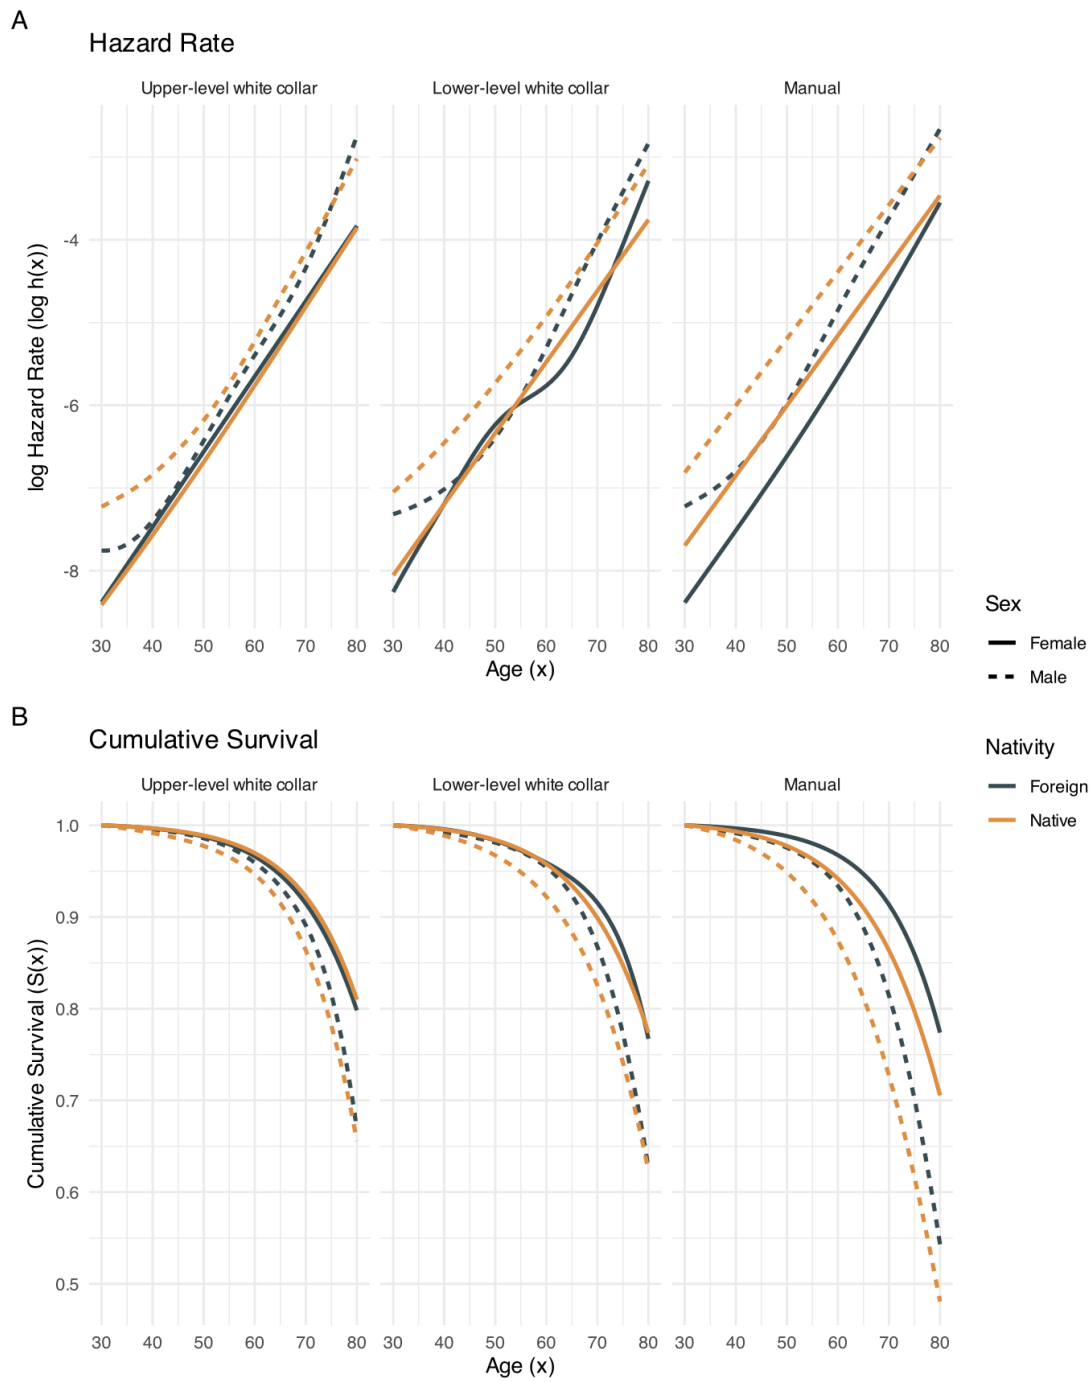 A
Hazard Rate
Upper-level white collar
Lower-level white collar
Manual
log Hazard Rate (log h(x))
-4
-6
-8
30 40 50 60 70 80
30 40 50 60 70 80
30 40 50 60 70 80
Age (x)
Sex
Female
Male
B
Cumulative Survival
Nativity
Foreign
Native
Upper-level white collar
Lower-level white collar
Manual
Cumulative Survival (S(x))
1.0
0.9
0.8
0.7
0.6
0.5
30 40 50 60 70 80
30 40 50 60 70 80
30 40 50 60 70 80
Age (x)